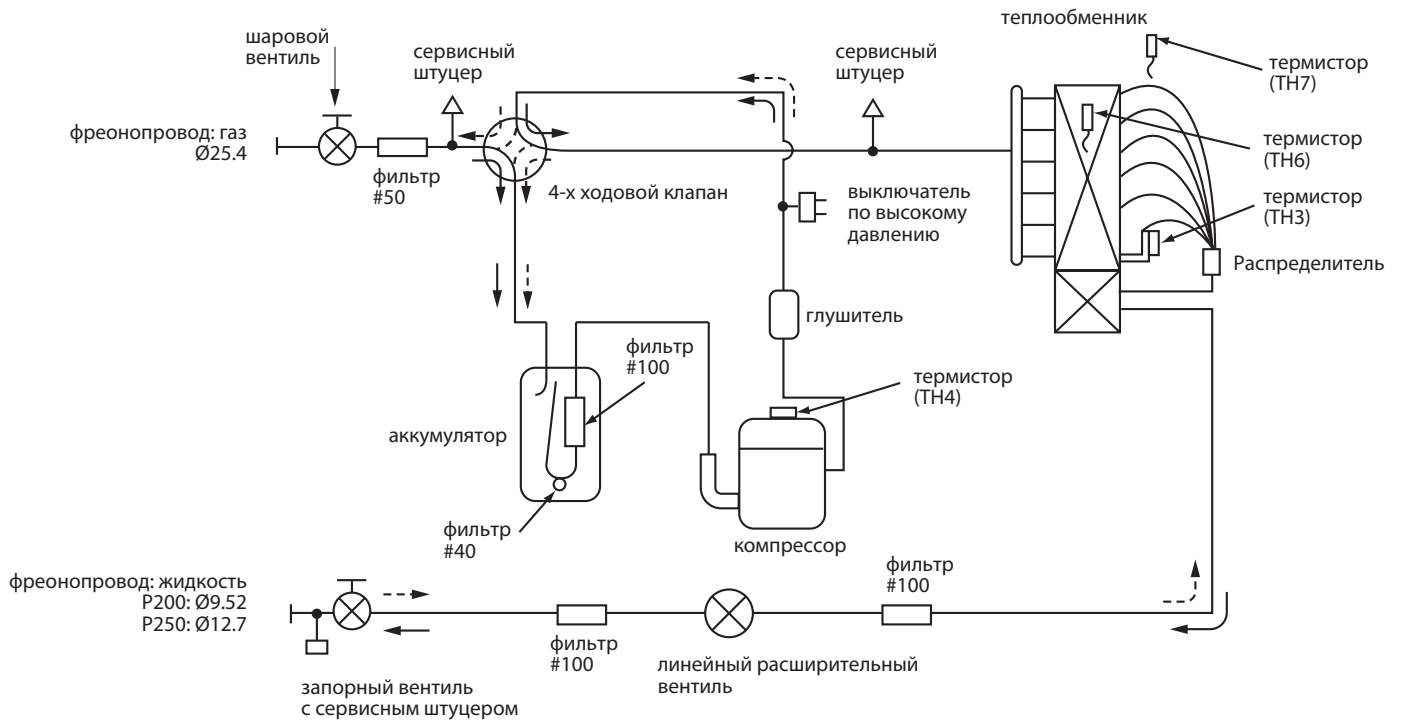 теплообменник
шаровой
вентиль
сервисный
штуцер
сервисный
штуцер
термистор
(TH7)
фреонопровод: газ
Ø25.4
фильтр
#50
4-х ходовой клапан
выключатель
по высокому
давлению
термистор
(TH6)
термистор
(TH3)
Распределитель
глушитель
фильтр
#100
термистор
(TH4)
аккумулятор
фильтр
#40
компрессор
фреонопровод: жидкость
P200: Ø9.52
P250: Ø12.7
фильтр
#100
фильтр
#100
линейный расширительный
вентиль
запорный вентиль
с сервисным штуцером